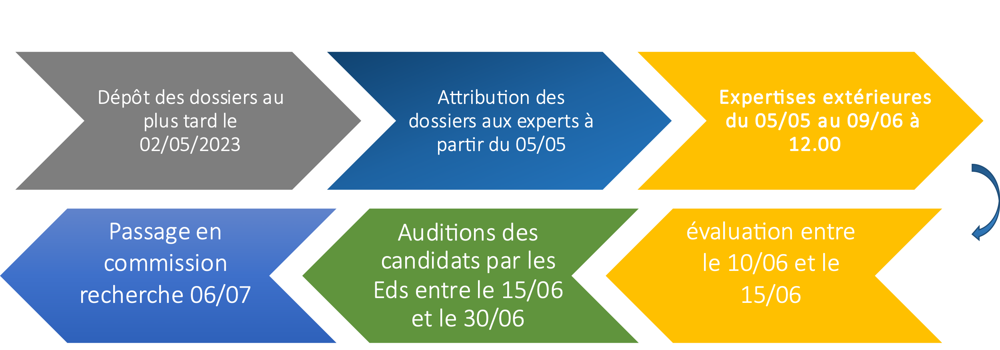 Dépôt des dossiers au
plus tard le
02/05/2023
Attribution des
dossiers aux experts à
partir du 05/05
Expertises extérieures
du 05/05 au 09/06 à
12.00
évaluation entre
le 10/06 et le
15/06
Auditions des
candidats par les
Eds entre le 15/06
et le 30/06
Passage en
commission
recherche 06/07